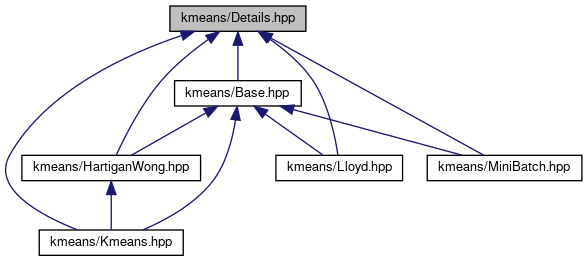 kmeans/Details.hpp
kmeans/Base.hpp
kmeans/HartiganWong.hpp
kmeans/Lloyd.hpp
kmeans/MiniBatch.hpp
kmeans/Kmeans.hpp